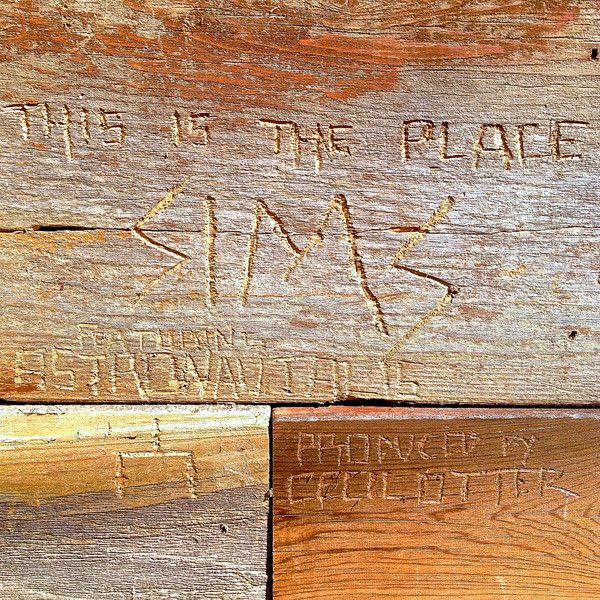 THIS IS THE PLACE
SIMS
FEATURING
ASTRONAUTALIS
PRODUCED BY
CECIL OTTER